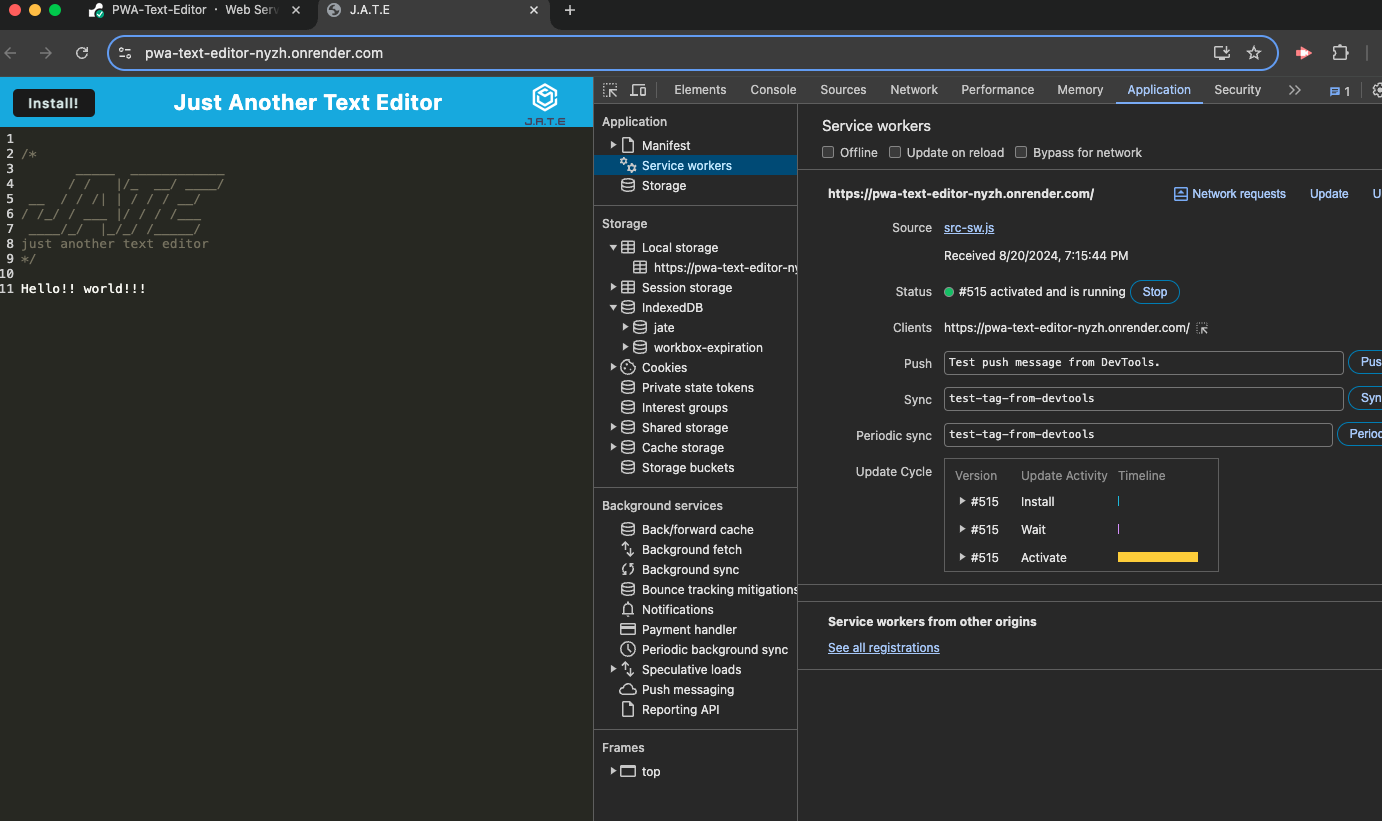 PWA-Text-Editor · Web Serv
J.A.T.E
pwa-text-editor-nyzh.onrender.com
Install!
Just Another Text Editor
J.A.T.E
1
2 /*
3 _____ ____________
4 / / |/_ __/ ____/
5 __ / / /| | / / / __/
6 / /_/ / ___ |/ / / /___
7 ____/_/ |_/_/ /_____/
8 just another text editor
9 */
10
11 Hello!! world!!!
Elements Console Sources Network Performance Memory Application Security 1
Application
Manifest
Service workers
Storage
Storage
Local storage
https://pwa-text-editor-ny
Session storage
IndexedDB
jate
workbox-expiration
Cookies
Private state tokens
Interest groups
Shared storage
Cache storage
Storage buckets
Background services
Back/forward cache
Background fetch
Background sync
Bounce tracking mitigations
Notifications
Payment handler
Periodic background sync
Speculative loads
Push messaging
Reporting API
Frames
top
Service workers
Offline Update on reload Bypass for network
https://pwa-text-editor-nyzh.onrender.com/ Network requests Update U
Source src-sw.js
Received 8/20/2024, 7:15:44 PM
Status #515 activated and is running Stop
Clients https://pwa-text-editor-nyzh.onrender.com/
Push Test push message from DevTools. Pus
Sync test-tag-from-devtools Syn
Periodic sync test-tag-from-devtools Period
Update Cycle Version Update Activity Timeline
#515 Install
#515 Wait
#515 Activate
Service workers from other origins
See all registrations